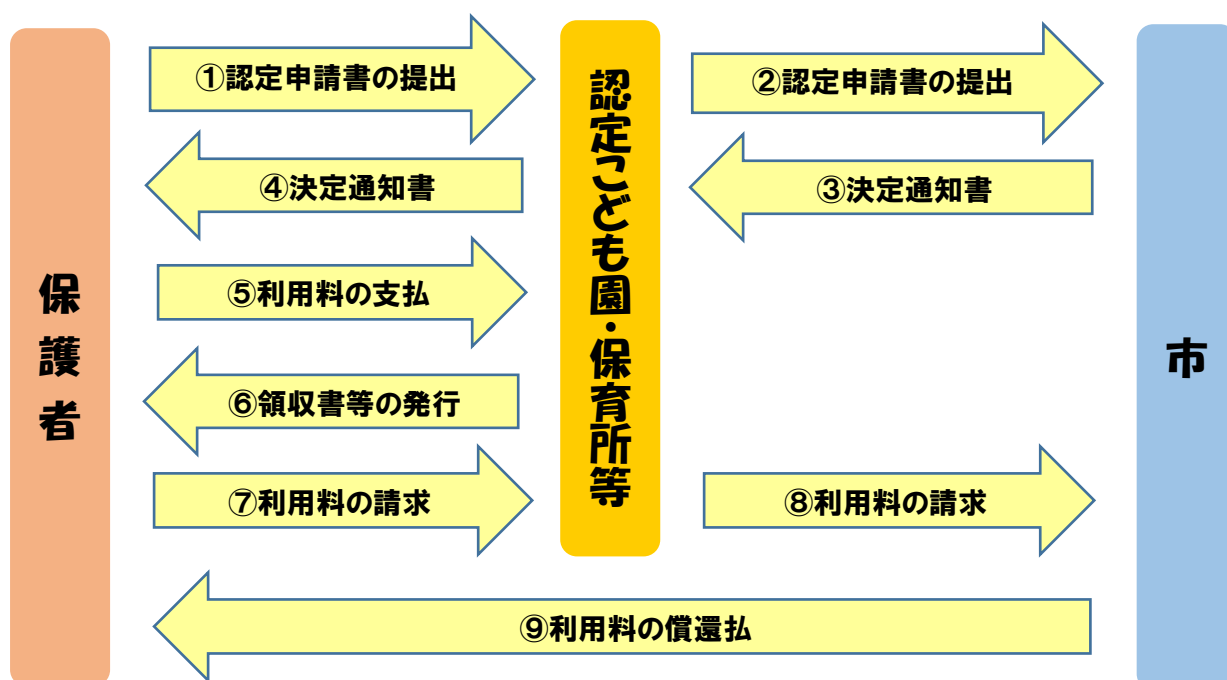 保護者
認定こども園・保育所等
市
①認定申請書の提出
②認定申請書の提出
③決定通知書
④決定通知書
⑤利用料の支払
⑥領収書等の発行
⑦利用料の請求
⑧利用料の請求
⑨利用料の償還払